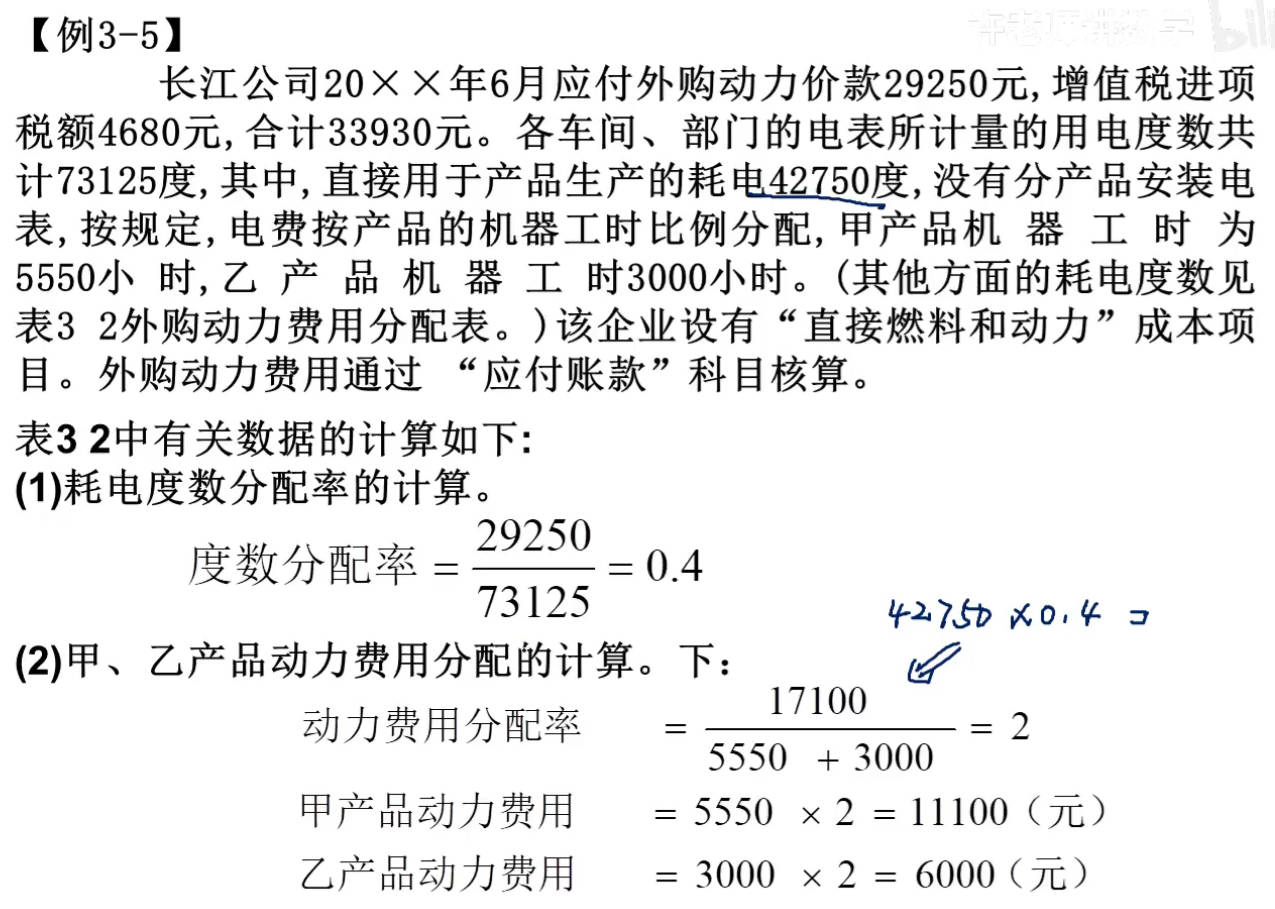 【例3-5】
长江公司20××年6月应付外购动力价款29250元,增值税进项
税额4680元,合计33930元。各车间、部门的电表所计量的用电度数共
计73125度,其中,直接用于产品生产的耗电42750度,没有分产品安装电
表,按规定,电费按产品的机器工时比例分配,甲产品机 器 工 时 为
5550小 时,乙 产 品 机 器 工 时3000小时。(其他方面的耗电度数见
表3 2外购动力费用分配表。)该企业设有“直接燃料和动力”成本项
目。外购动力费用通过 “应付账款”科目核算。
表3 2中有关数据的计算如下:
(1)耗电度数分配率的计算。
度数分配率 = 29250 / 73125 = 0.4
42750 ×0.4 =
(2)甲、乙产品动力费用分配的计算。下：
动力费用分配率 = 17100 / 5550 + 3000 = 2
甲产品动力费用 = 5550 × 2 = 11100（元）
乙产品动力费用 = 3000 × 2 = 6000（元）